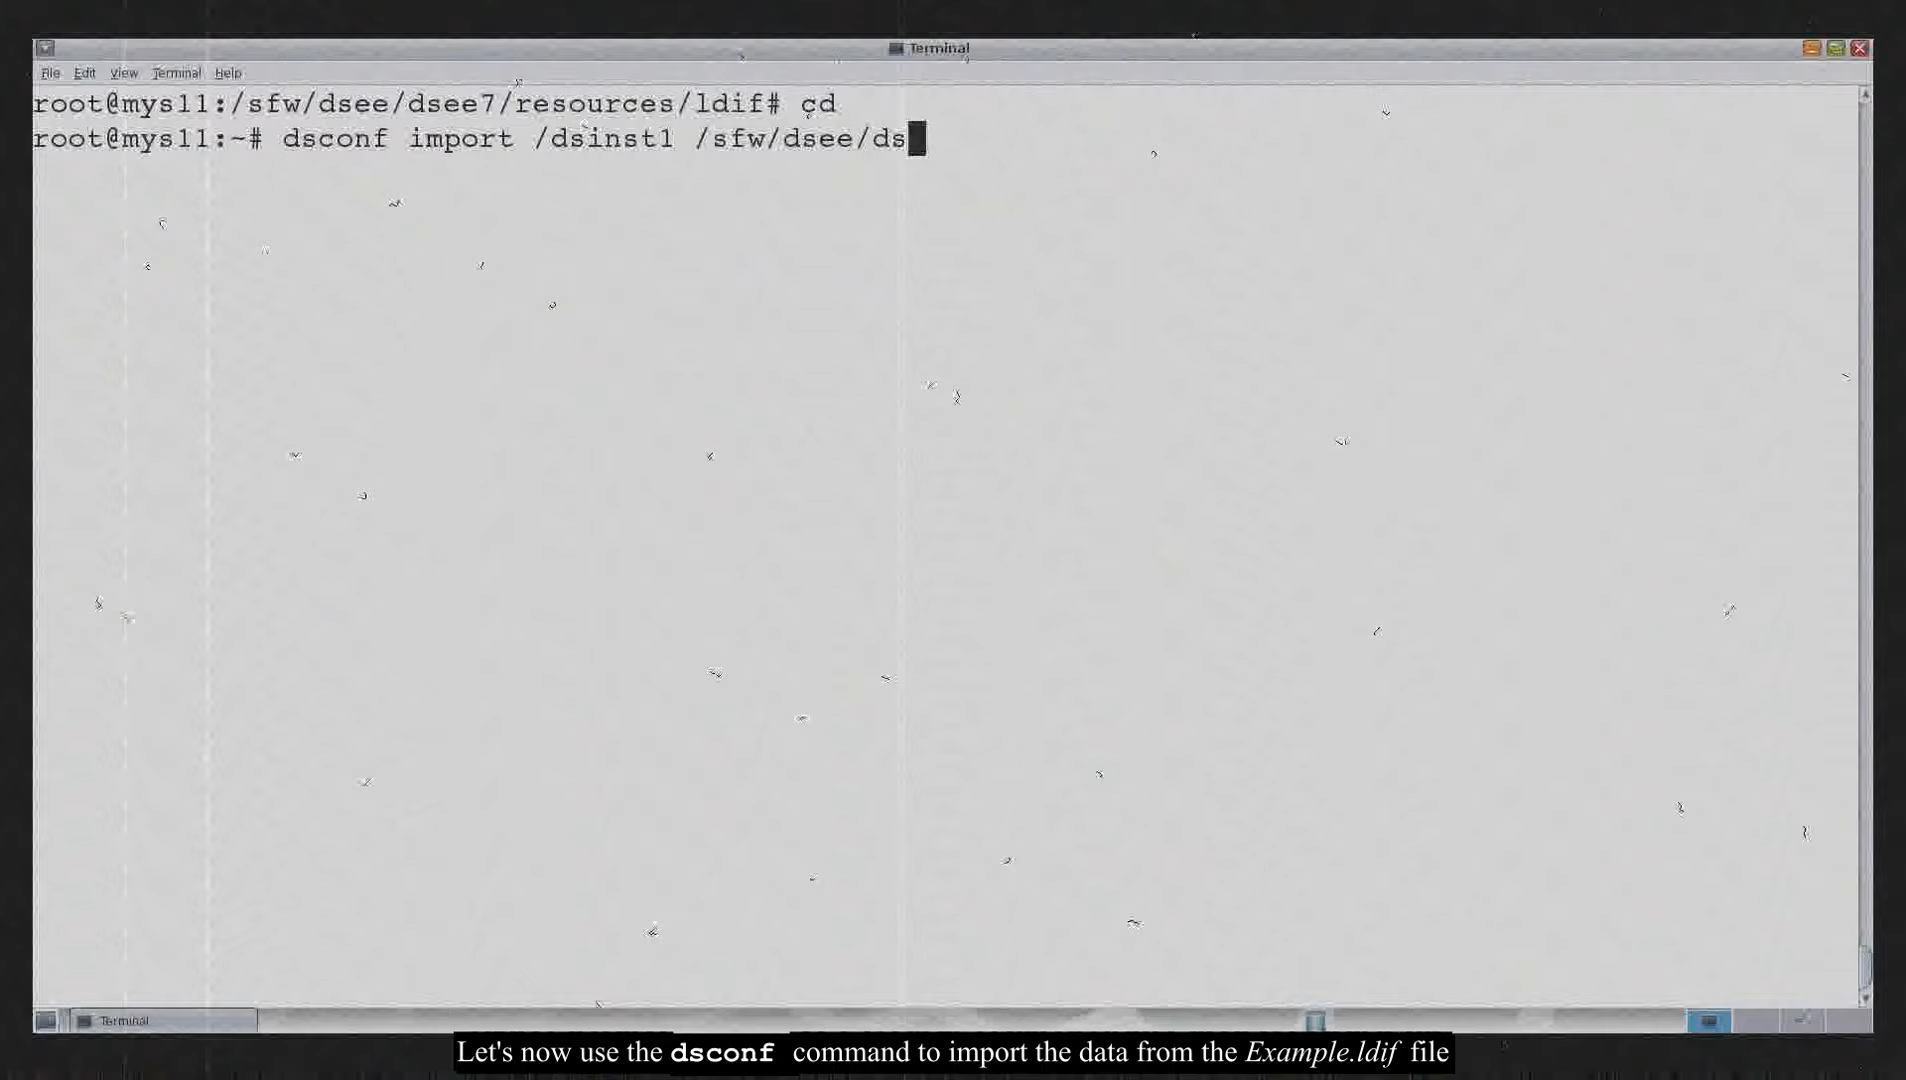 Terminal
File Edit View Terminal Help
root@mys11:/sfw/dsee/dsee7/resources/ldif# cd
root@mys11:~# dsconf import /dsinst1 /sfw/dsee/ds
Terminal
Let's now use the dsconf command to import the data from the Example.ldif file